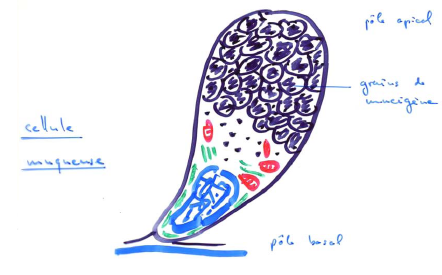 pôle apical
grains de
mucigène
cellule
muqueuse
pôle basal